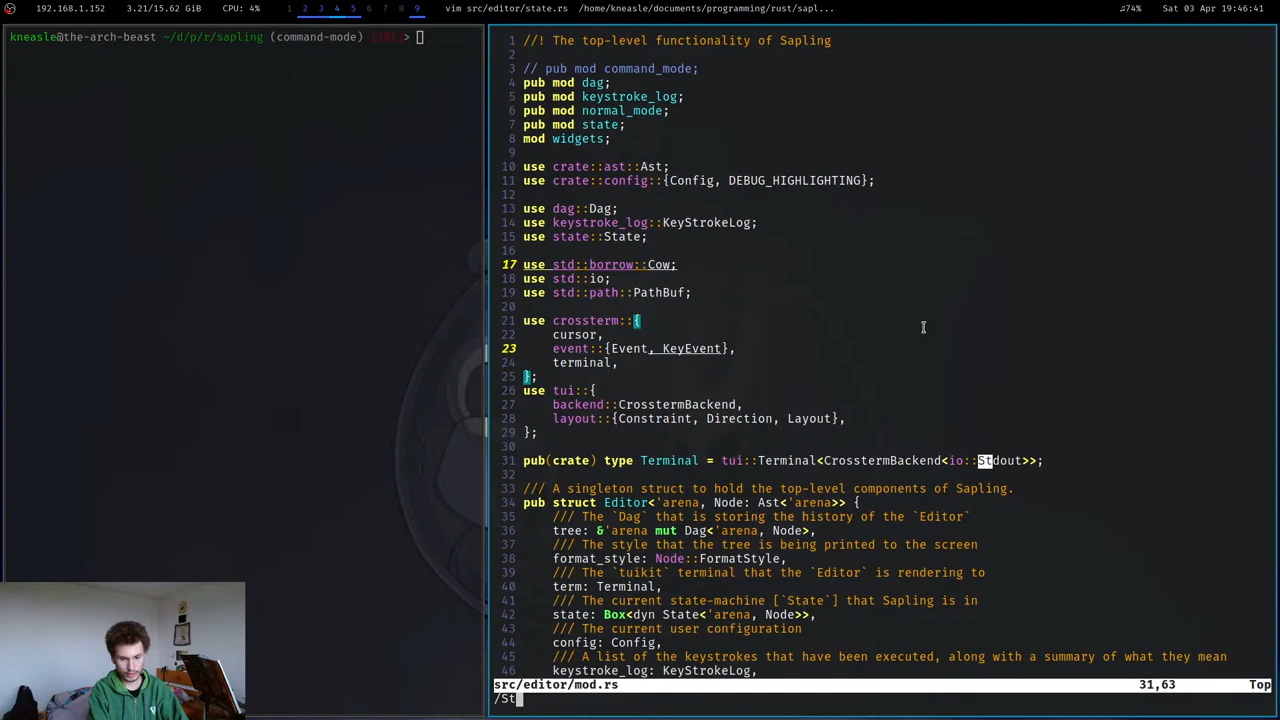 192.168.1.152 3.21/15.62 GiB CPU: 4% 1 2 3 4 5 7 8 9 vim src/editor/state.rs /home/kneasle/documents/programming/rust/sapl... ♫74% Sat 03 Apr 19:46:41
kneasle@the-arch-beast ~/d/p/r/sapling (command-mode) [101]>
1 //! The top-level functionality of Sapling
2
3 // pub mod command_mode;
4 pub mod dag;
5 pub mod keystroke_log;
6 pub mod normal_mode;
7 pub mod state;
8 mod widgets;
9
10 use crate::ast::Ast;
11 use crate::config::{Config, DEBUG_HIGHLIGHTING};
12
13 use dag::Dag;
14 use keystroke_log::KeyStrokeLog;
15 use state::State;
16
17 use std::borrow::Cow;
18 use std::io;
19 use std::path::PathBuf;
20
21 use crossterm::{
22 cursor,
23 event::{Event, KeyEvent},
24 terminal,
25 };
26 use tui::{
27 backend::CrosstermBackend,
28 layout::{Constraint, Direction, Layout},
29 };
30
31 pub(crate) type Terminal = tui::Terminal<CrosstermBackend<io::Stdout>>;
32
33 /// A singleton struct to hold the top-level components of Sapling.
34 pub struct Editor<'arena, Node: Ast<'arena>> {
35 /// The `Dag` that is storing the history of the `Editor`
36 tree: &'arena mut Dag<'arena, Node>,
37 /// The style that the tree is being printed to the screen
38 format_style: Node::FormatStyle,
39 /// The `tuikit` terminal that the `Editor` is rendering to
40 term: Terminal,
41 /// The current state-machine [`State`] that Sapling is in
42 state: Box<dyn State<'arena, Node>>,
43 /// The current user configuration
44 config: Config,
45 /// A list of the keystrokes that have been executed, along with a summary of what they mean
46 keystroke_log: KeyStrokeLog,
src/editor/mod.rs 31,63 Top
/St